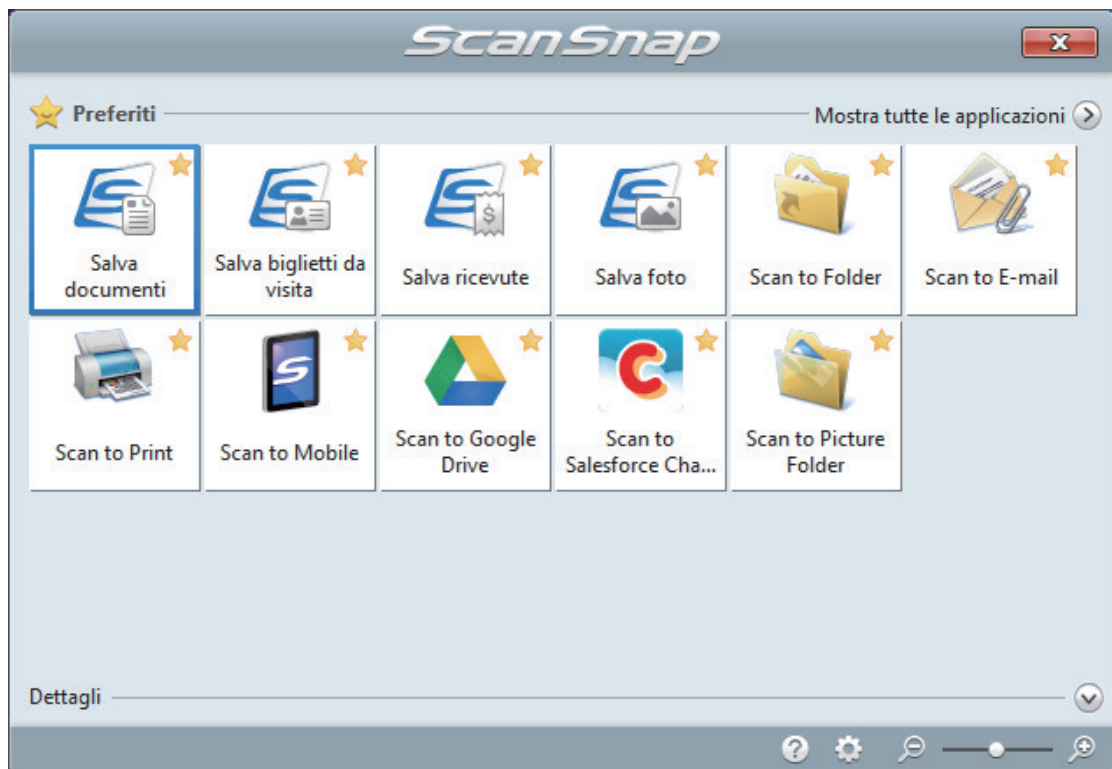 ScanSnap
Preferiti
Mostra tutte le applicazioni
Salva
documenti
Salva biglietti da
visita
Salva ricevute
Salva foto
Scan to Folder
Scan to E-mail
Scan to Print
Scan to Mobile
Scan to Google
Drive
Scan to
Salesforce Cha...
Scan to Picture
Folder
Dettagli